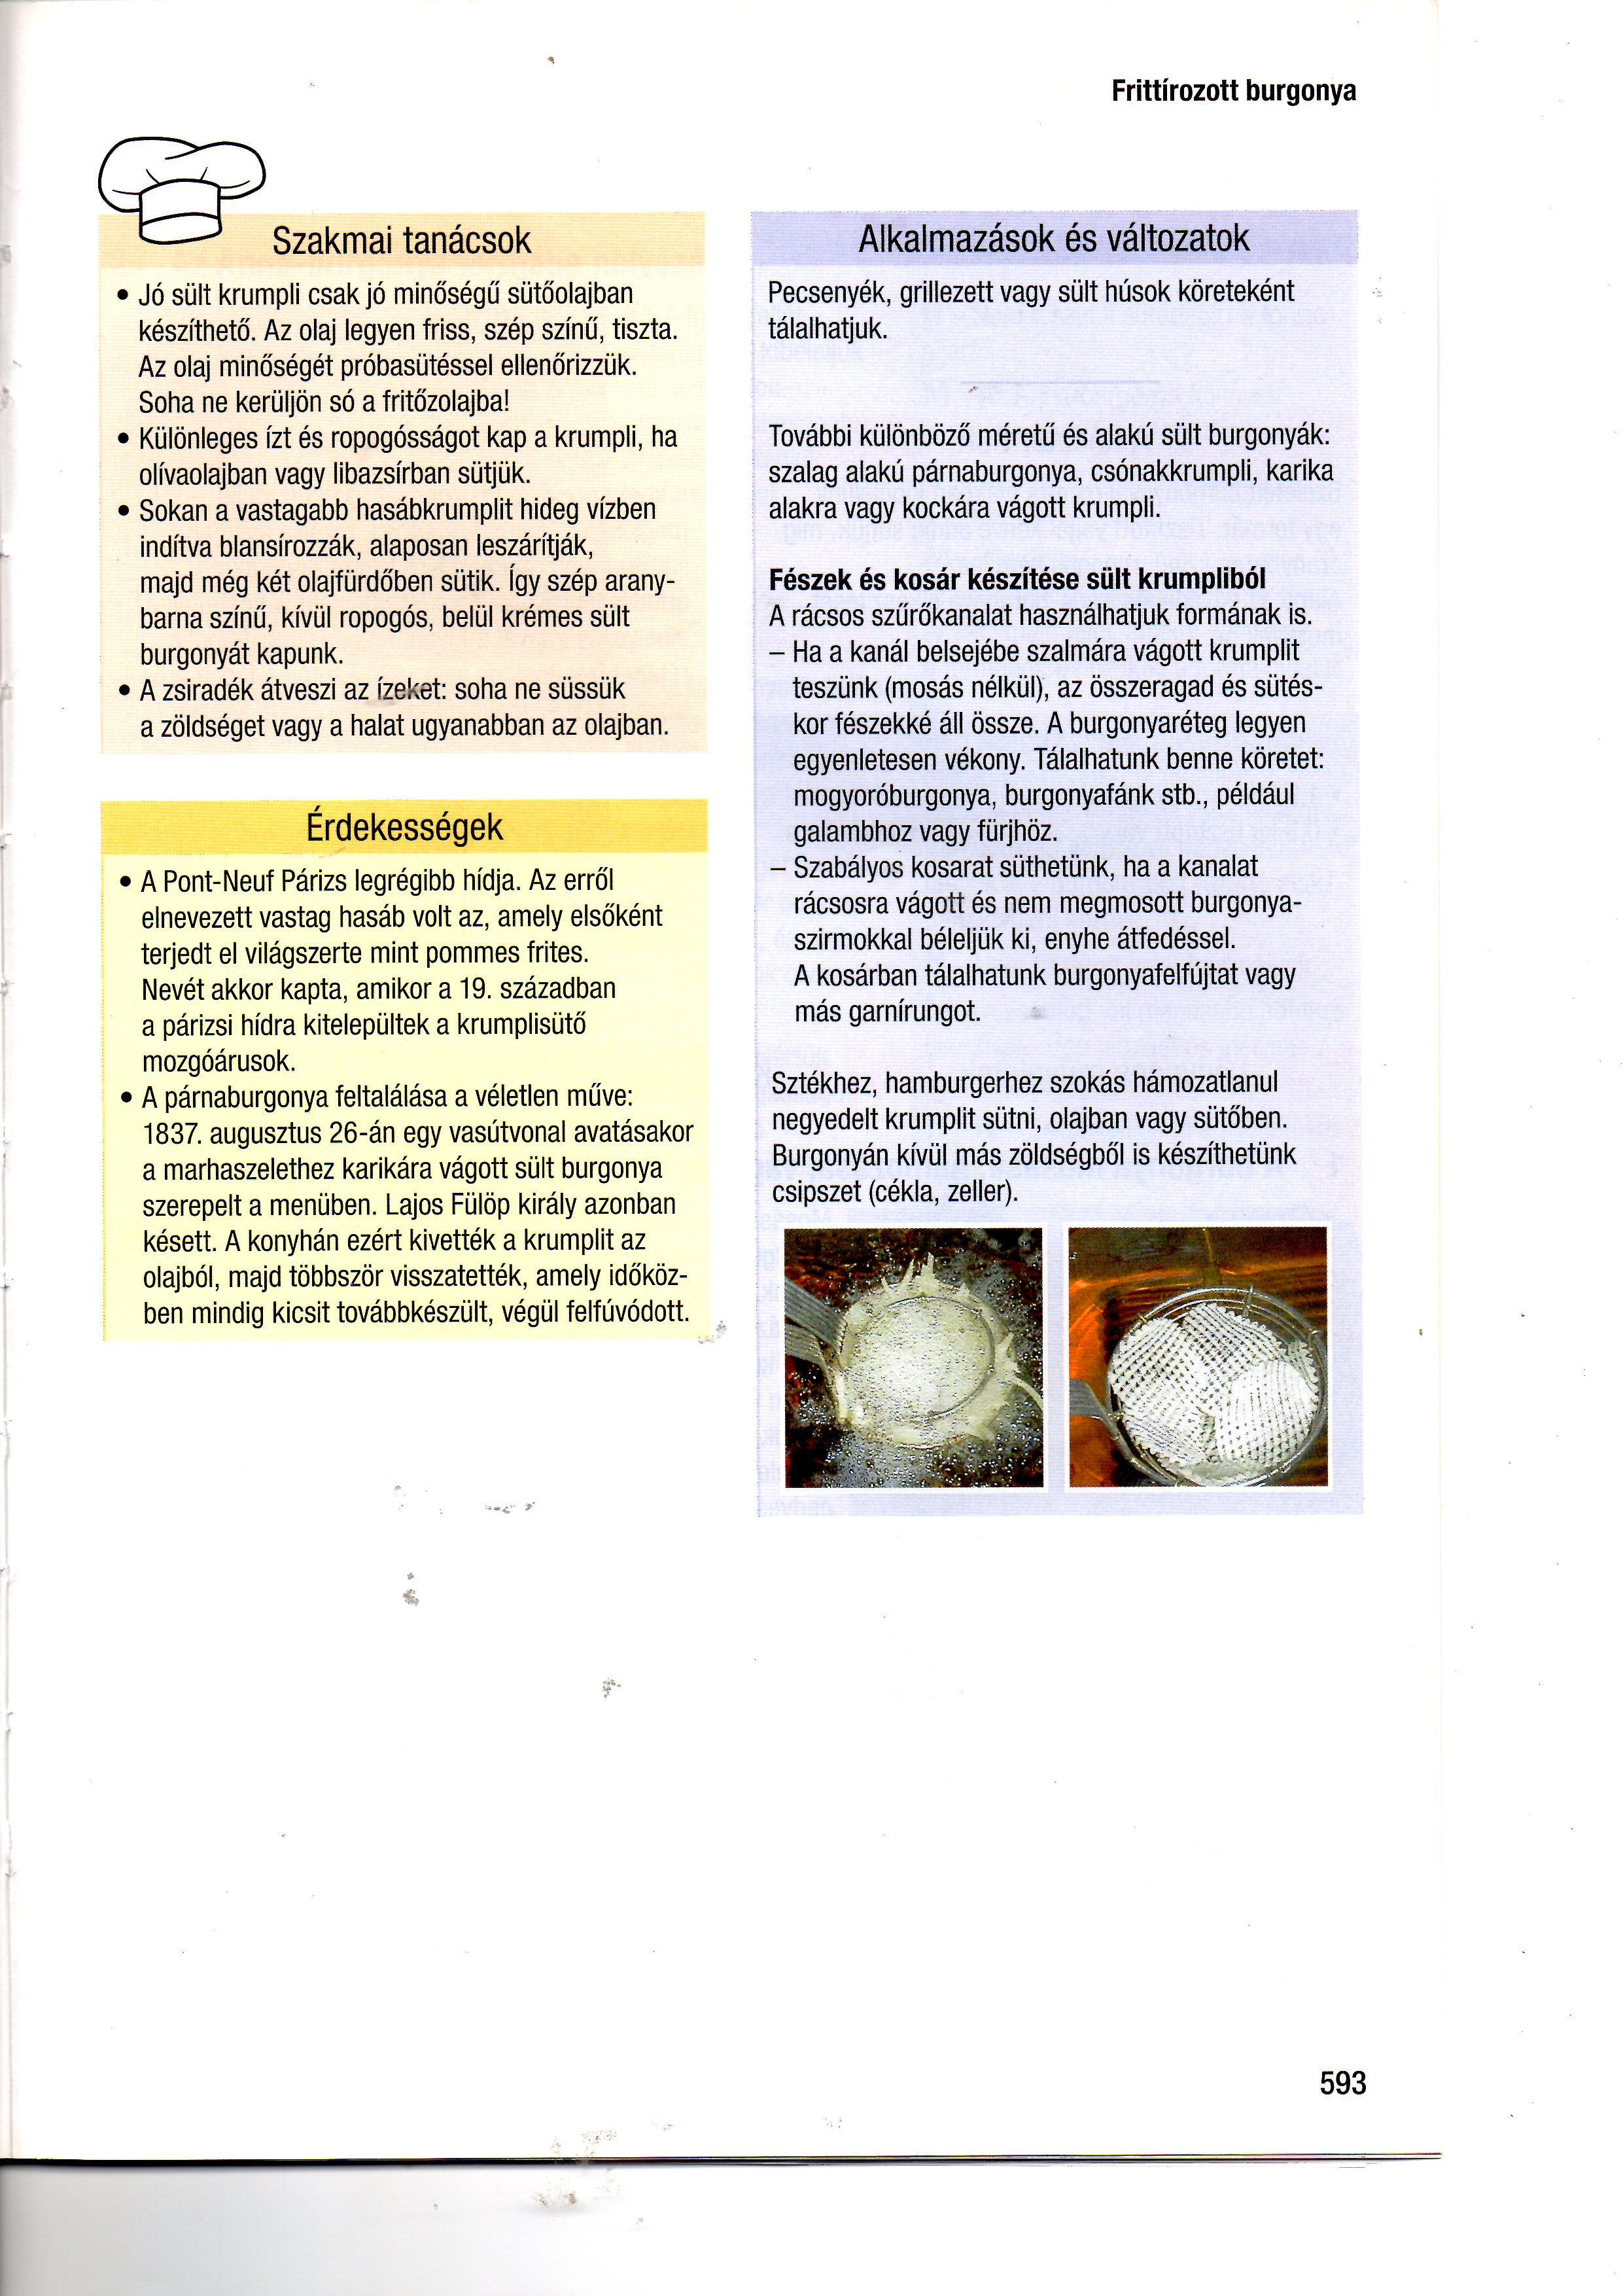 Frittírozott burgonya
Szakmai tanácsok
• Jó sült krumpli csak jó minőségű sütőolajban
készíthető. Az olaj legyen friss, szép színű, tiszta.
Az olaj minőségét próbasütéssel ellenőrizzük.
Soha ne kerüljön só a fritőzolajba!
• Különleges ízt és ropogósságot kap a krumpli, ha
olívaolajban vagy libazsírban sütjük.
• Sokan a vastagabb hasábkrumplit hideg vízben
indítva blansírozzák, alaposan leszárítják,
majd még két olajfürdőben sütik. Így szép arany-
barna színű, kívül ropogós, belül krémes sült
burgonyát kapunk.
• A zsiradék átveszi az ízeket: soha ne süssük
a zöldséget vagy a halat ugyanabban az olajban.
Érdekességek
• A Pont-Neuf Párizs legrégibb hídja. Az erről
elnevezett vastag hasáb volt az, amely elsőként
terjedt el világszerte mint pommes frites.
Nevét akkor kapta, amikor a 19. században
a párizsi hídra kitelepültek a krumplisütő
mozgóárusok.
• A párnaburgonya feltalálása a véletlen műve:
1837. augusztus 26-án egy vasútvonal avatásakor
a marhaszelethez karikára vágott sült burgonya
szerepelt a menüben. Lajos Fülöp király azonban
késett. A konyhán ezért kivették a krumplit az
olajból, majd többször visszatették, amely időköz-
ben mindig kicsit továbbkészült, végül felfúvódott.
Alkalmazások és változatok
Pecsenyék, grillezett vagy sült húsok köreteként
tálalhatjuk.
További különböző méretű és alakú sült burgonyák:
szalag alakú párnaburgonya, csónakkrumpli, karika
alakra vagy kockára vágott krumpli.
Fészek és kosár készítése sült krumpliból
A rácsos szűrőkanalat használhatjuk formának is.
– Ha a kanál belsejébe szalmára vágott krumplit
teszünk (mosás nélkül), az összeragad és sütés-
kor fészekké áll össze. A burgonyaréteg legyen
egyenletesen vékony. Tálalhatunk benne köretet:
mogyoróburgonya, burgonyafánk stb., például
galambhoz vagy fürjhöz.
– Szabályos kosarat süthetünk, ha a kanalat
rácsosra vágott és nem megmosott burgonya-
szirmokkal béleljük ki, enyhe átfedéssel.
A kosárban tálalhatunk burgonyafelfújtat vagy
más garnírungot.
Sztékhez, hamburgerhez szokás hámozatlanul
negyedelt krumplit sütni, olajban vagy sütőben.
Burgonyán kívül más zöldségből is készíthetünk
csipszet (cékla, zeller).
593